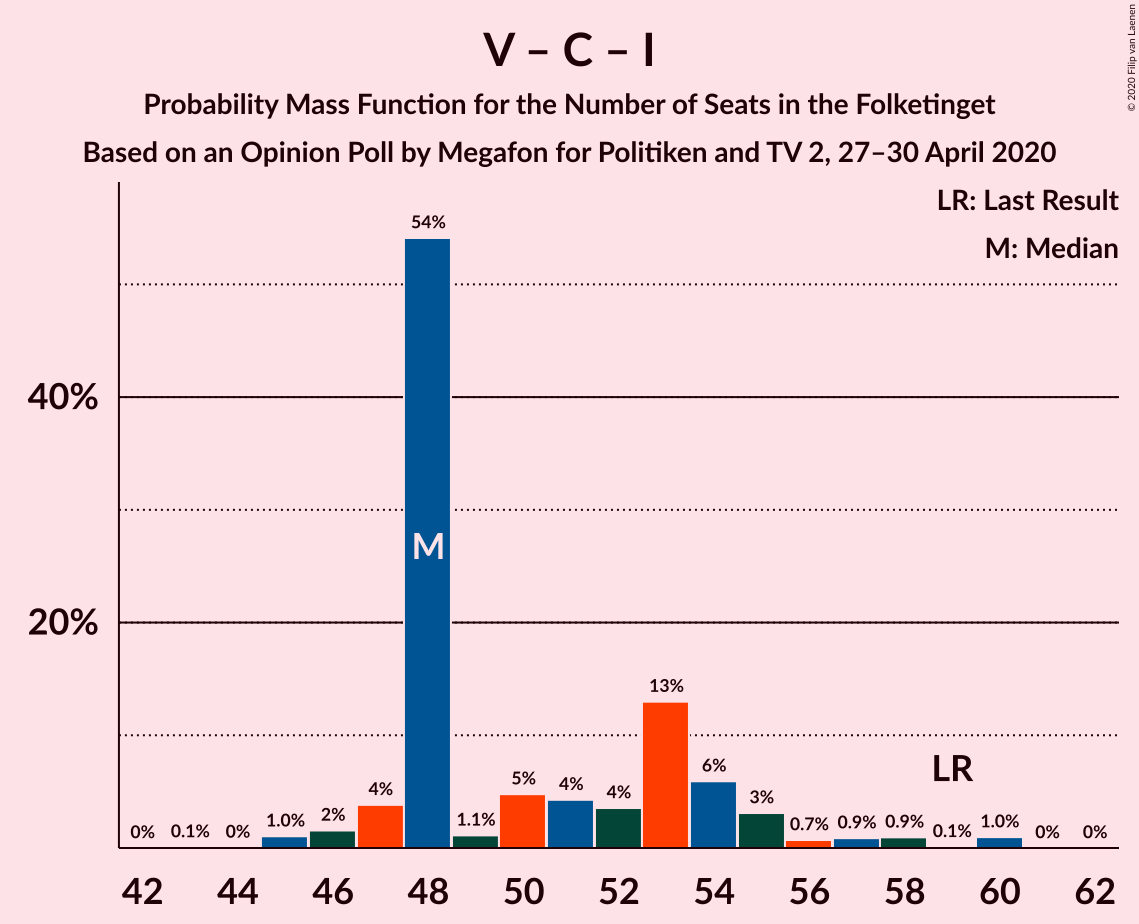 V – C – I
Probability Mass Function for the Number of Seats in the Folketinget
Based on an Opinion Poll by Megafon for Politiken and TV 2, 27–30 April 2020
© 2020 Filip van Laenen
LR: Last Result
M: Median
40%
20%
0%
0.1%
0%
1.0%
2%
4%
54%
1.1%
5%
4%
4%
13%
6%
3%
0.7%
0.9%
0.9%
0.1%
1.0%
0%
0%
M
LR
42 44 46 48 50 52 54 56 58 60 62